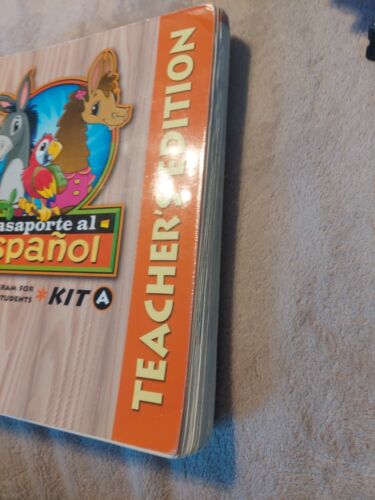 asaporte al
spañol
RAM FOR
STUDENTS *KIT A
TEACHER'S EDITION